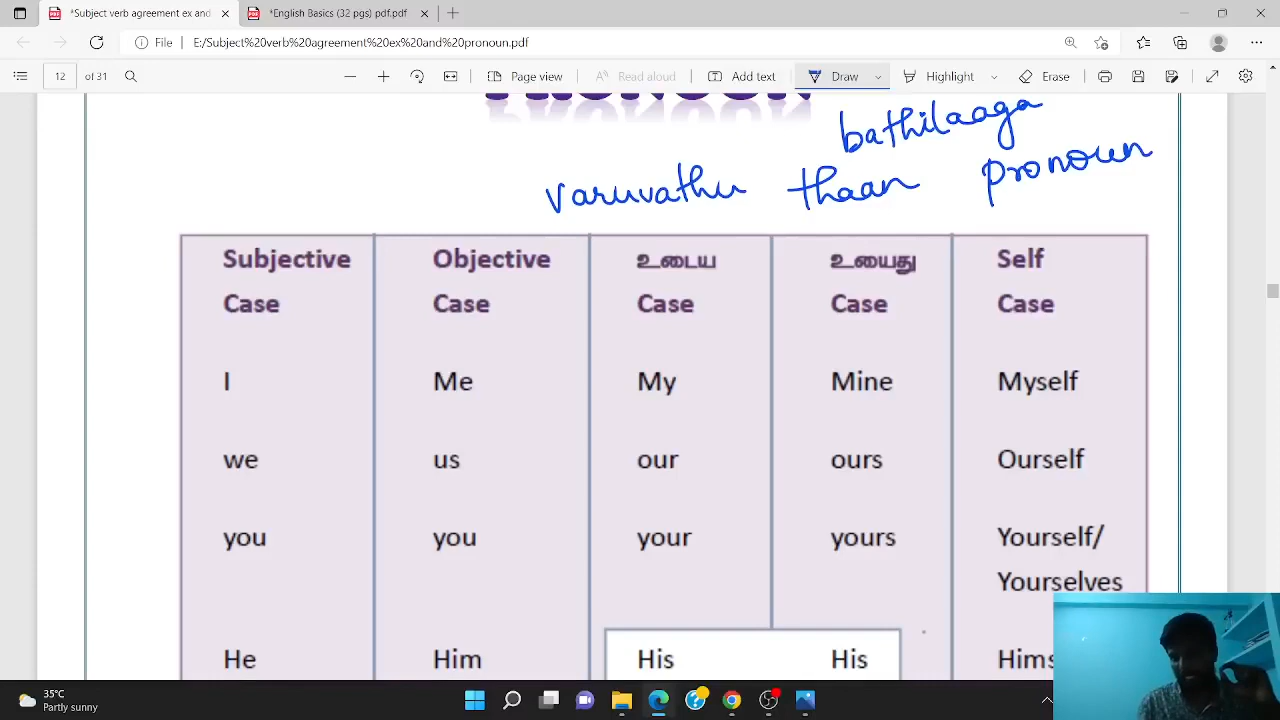 *Subject verb agreement ex and
*English Basics (32 pgs) pdf.pdf
File E:/Subject%20verb%20agreement%20ex%20and%20pronoun.pdf
12 of 31 Page view Read aloud Add text Draw Highlight Erase
bathilaaga
varuvathu thaan pronoun
Subjective Objective உடைய உயைது Self
Case Case Case Case Case
I Me My Mine Myself
we us our ours Ourself
you you your yours Yourself/
Yourselves
He Him His His
35°C
Partly sunny